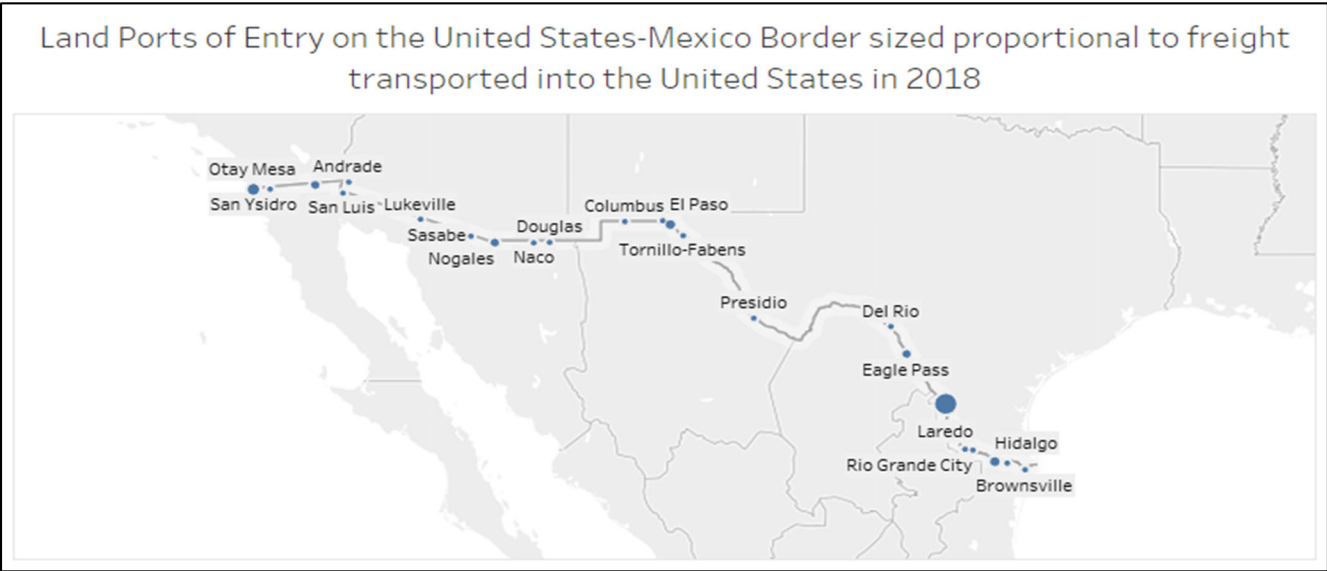 Land Ports of Entry on the United States-Mexico Border sized proportional to freight
transported into the United States in 2018
Otay Mesa
Andrade
San Ysidro
San Luis
Lukeville
Sasabe
Nogales
Naco
Douglas
Columbus
El Paso
Tornillo-Fabens
Presidio
Del Rio
Eagle Pass
Laredo
Hidalgo
Rio Grande City
Brownsville